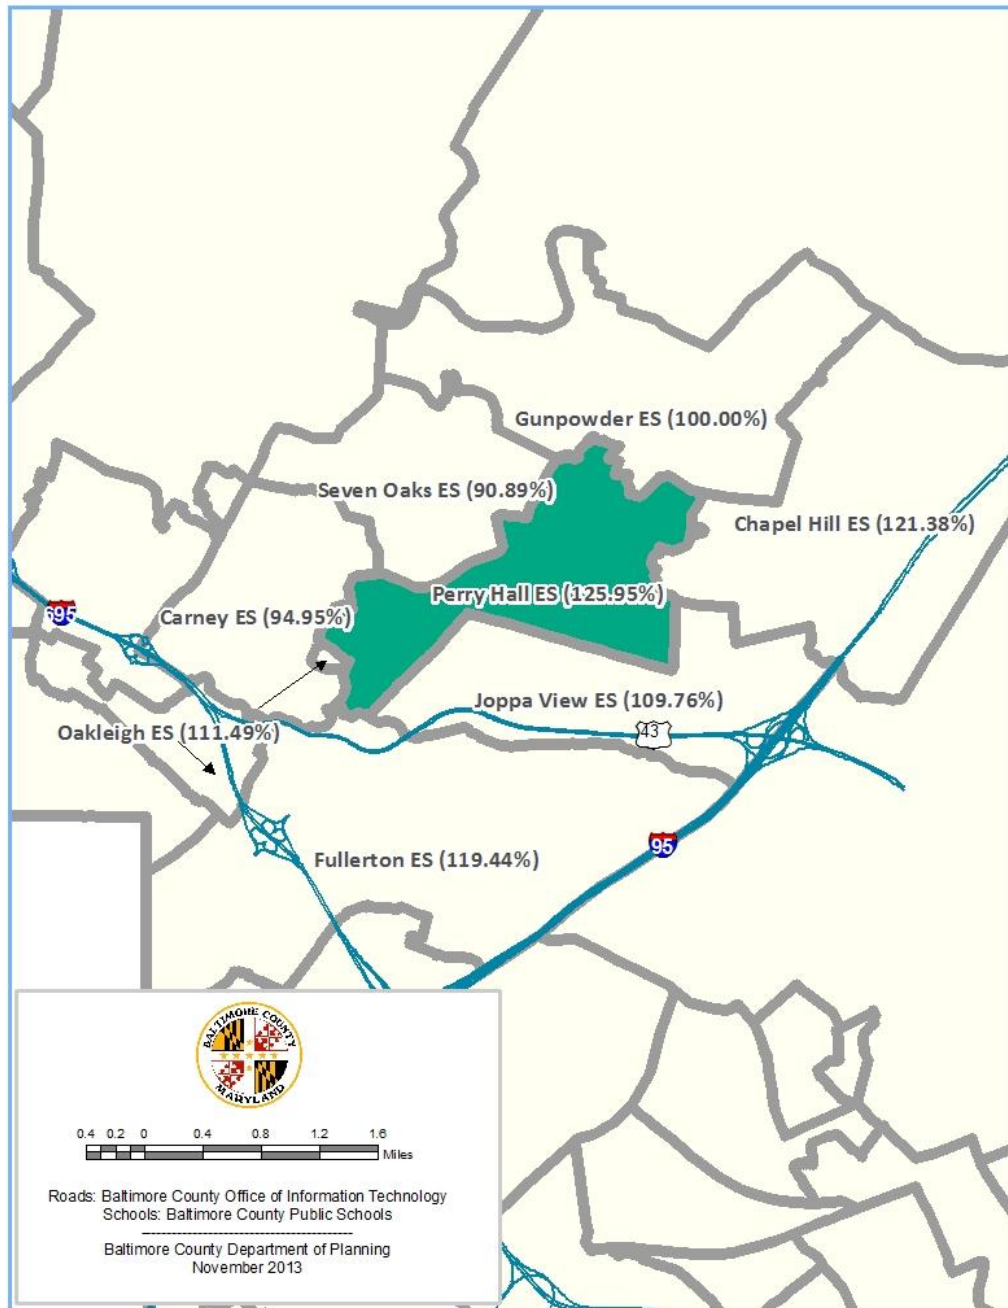 Gunpowder ES (100.00%)
Seven Oaks ES (90.89%)
Chapel Hill ES (121.38%)
Perry Hall ES (125.95%)
695
Carney ES (94.95%)
Joppa View ES (109.76%)
43
Oakleigh ES (111.49%)
95
Fullerton ES (119.44%)
BALTIMORE COUNTY
MARYLAND
0.4 0.2 0 0.4 0.8 1.2 1.6
Miles
Roads: Baltimore County Office of Information Technology
Schools: Baltimore County Public Schools
Baltimore County Department of Planning
November 2013